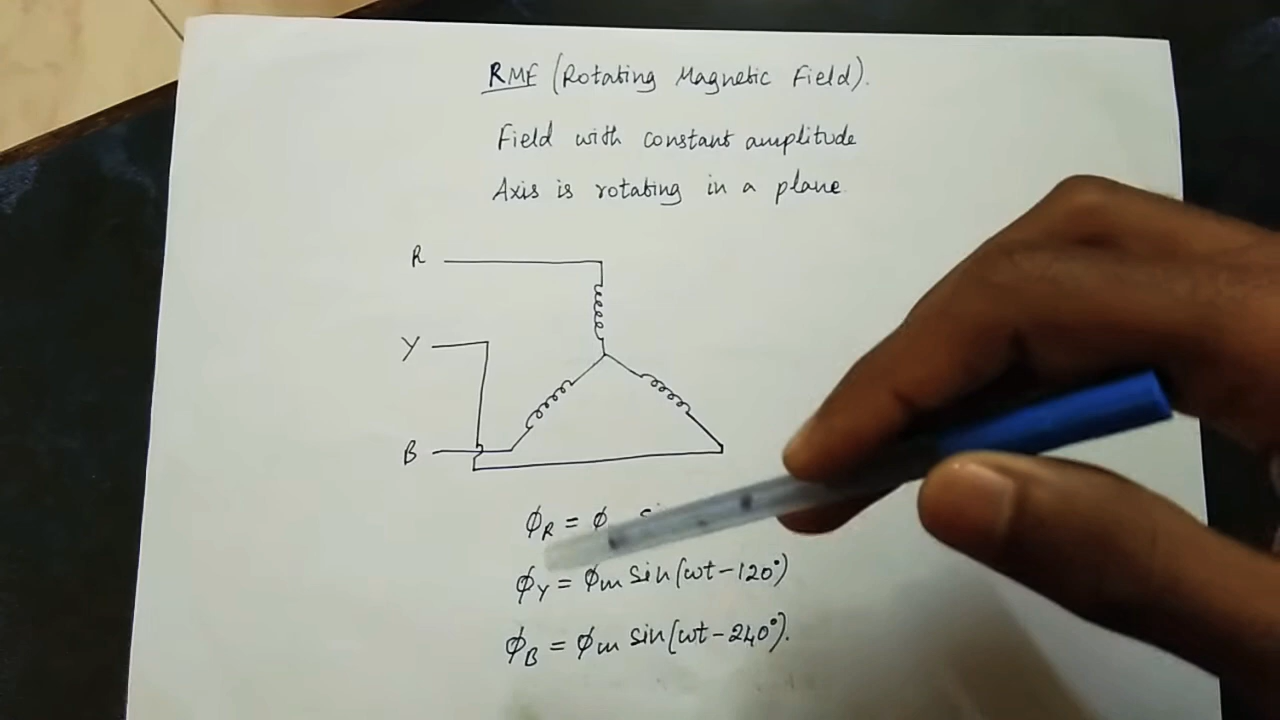 RMF (Rotating Magnetic Field).
Field with constant amplitude
Axis is rotating in a plane.
R
Y
B
ϕR = ϕ
ϕY = ϕm sin(ωt-120°)
ϕB = ϕm sin(ωt-240°).